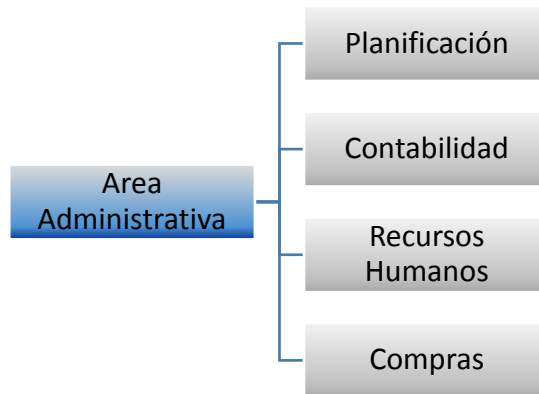 Planificación
Contabilidad
Area
Administrativa
Recursos
Humanos
Compras